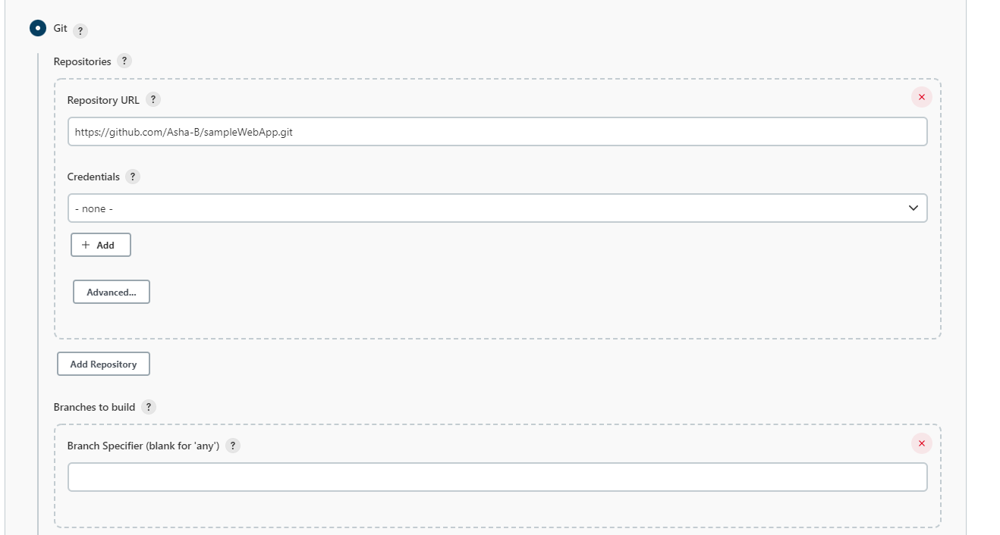 Git ?
Repositories ?
Repository URL ?
https://github.com/Asha-B/sampleWebApp.git
Credentials ?
- none -
+ Add
Advanced...
Add Repository
Branches to build ?
Branch Specifier (blank for 'any') ?